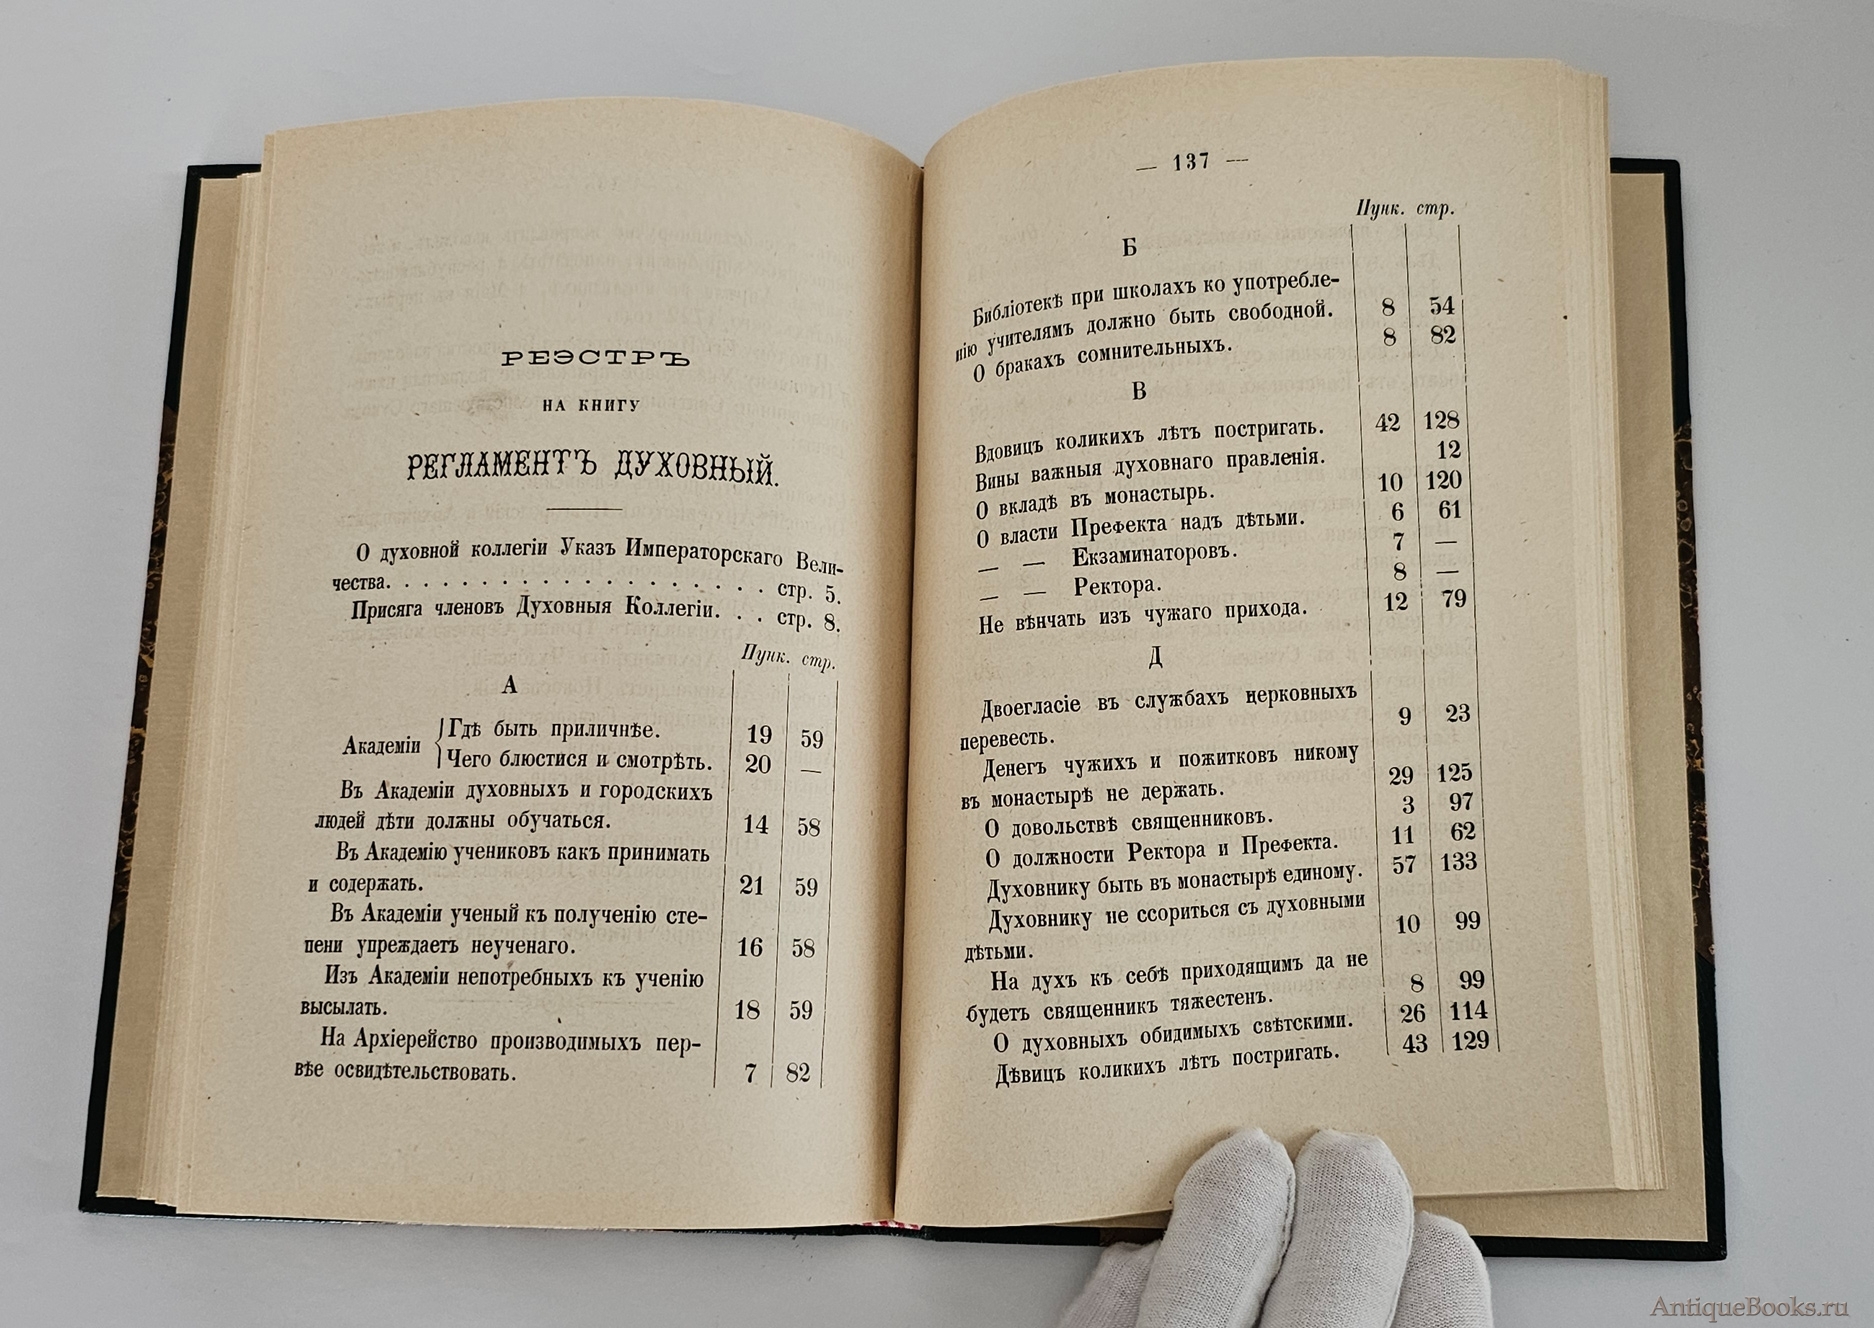 РЕЭСТРЪ
НА КНИГУ
РЕГЛАМЕНТЪ ДУХОВНЫЙ.
О духовной коллегіи Указъ Императорскаго Вели-
чества. . . . . . . . . . . . . . . . . . . . стр. 5.
Присяга членовъ Духовныя Коллегіи. . . стр. 8.
Пунк. стр.
А
Академіи { Гдѣ быть приличнѣе. 19 59
Чего блюстися и смотрѣть. 20 —
Въ Академіи духовныхъ и городскихъ
людей дѣти должны обучаться. 14 58
Въ Академію учениковъ какъ принимать
и содержать. 21 59
Въ Академіи ученый къ полученію сте-
пени упреждаетъ неученаго. 16 58
Изъ Академіи непотребныхъ къ ученію
высылать. 18 59
На Архіерейство производимыхъ пер-
вѣе освидѣтельствовать. 7 82
— 137 —
Пунк. стр.
Б
Библіотекѣ при школахъ ко употребле-
нію учителямъ должно быть свободной. 8 54
О бракахъ сомнительныхъ. 8 82
В
Вдовицъ коликихъ лѣтъ постригать. 42 128
Вины важныя духовнаго правленія. 12
О вкладѣ въ монастырь. 10 120
О власти Префекта надъ дѣтьми. 6 61
— — Екзаминаторовъ. 7 —
— — Ректора. 8 —
Не вѣнчать изъ чужаго прихода. 12 79
Д
Двоегласіе въ службахъ церковныхъ
перевесть. 9 23
Денегъ чужихъ и пожитковъ никому
въ монастырѣ не держать. 29 125
О довольствѣ священниковъ. 3 97
О должности Ректора и Префекта. 11 62
Духовнику быть въ монастырѣ единому. 57 133
Духовнику не ссориться съ духовными
дѣтьми. 10 99
На духъ къ себѣ приходящимъ да не
будетъ священникъ тяжестенъ. 8 99
О духовныхъ обидимыхъ свѣтскими. 26 114
Дѣвицъ коликихъ лѣтъ постригать. 43 129
AntiqueBooks.ru